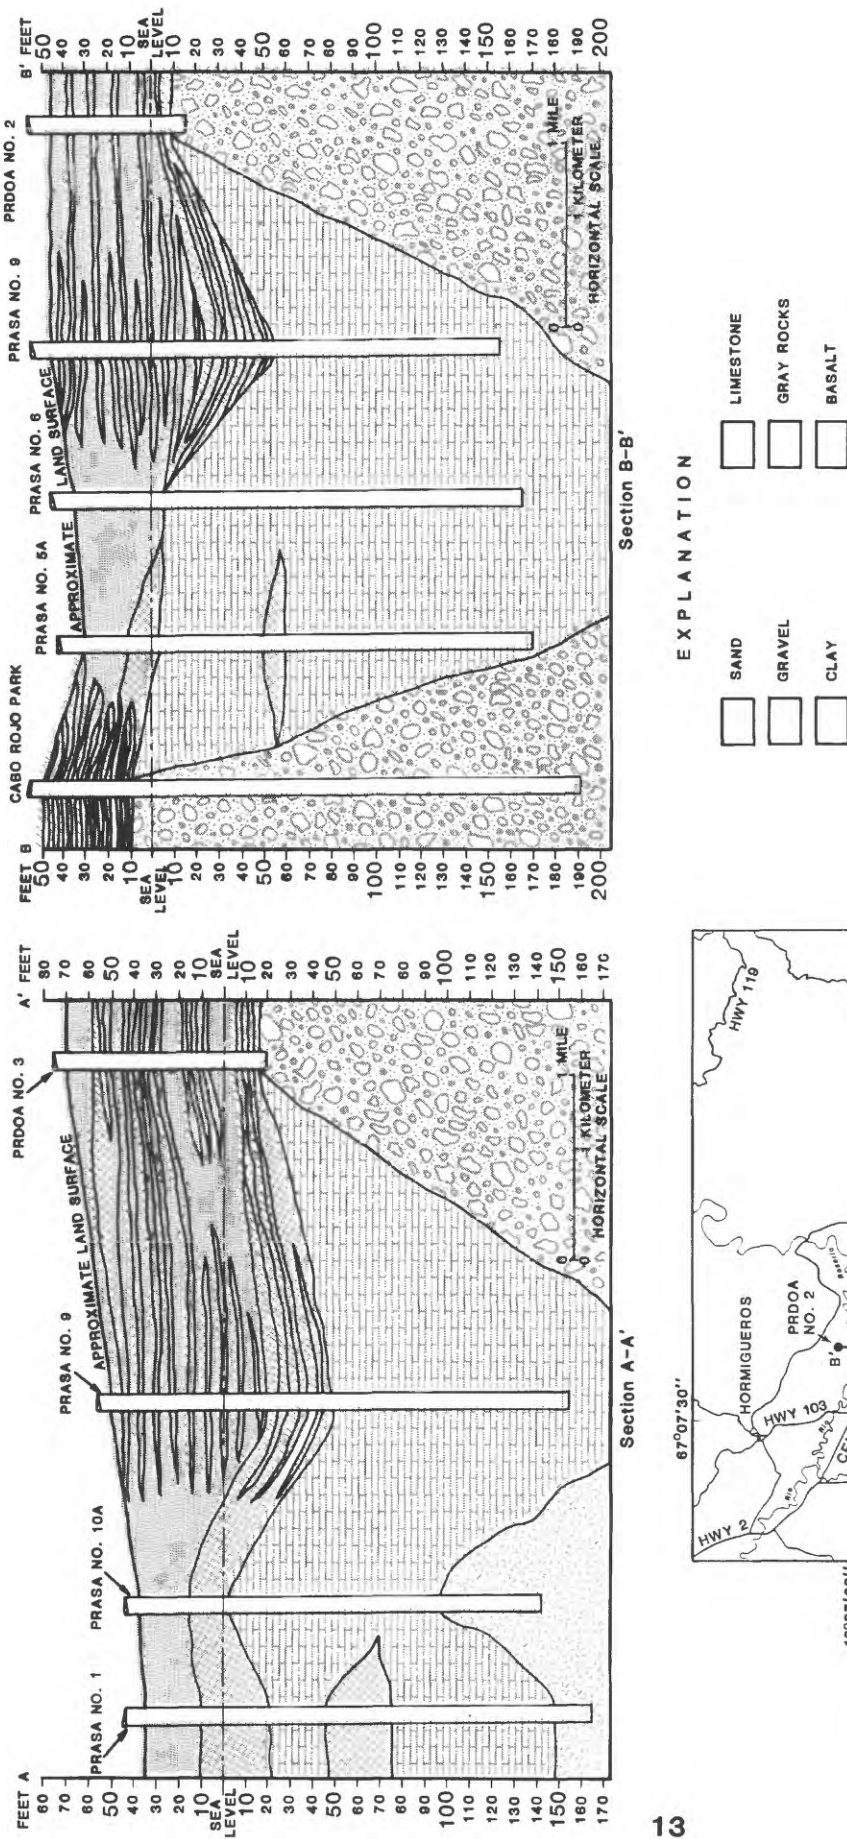 FEET A
60
70
50
40
30
20
10
SEA
LEVEL
10
20
30
40
50
60
70
80
90
100
110
120
130
140
150
160
170
PRASA NO. 1
PRASA NO. 10A
PRASA NO. 9
APPROXIMATE LAND SURFACE
PRDOA NO. 3
A' FEET
80
70
60
50
40
30
20
10
SEA
LEVEL
10
20
30
40
50
60
70
80
90
100
110
120
130
140
150
160
170
0 1 MILE
0 1 KILOMETER
HORIZONTAL SCALE
Section A-A'
FEET B
50
40
30
20
10
SEA
LEVEL
10
20
30
40
50
60
70
80
90
100
110
120
130
140
150
160
170
180
190
200
CABO ROJO PARK
PRASA NO. 5A
PRASA NO. 6
PRASA NO. 9
PRDOA NO. 2
APPROXIMATE LAND SURFACE
B' FEET
50
40
30
20
10
SEA
LEVEL
10
20
30
40
50
60
70
80
90
100
110
120
130
140
150
160
170
180
190
200
0 1 MILE
0 1 KILOMETER
HORIZONTAL SCALE
Section B-B'
EXPLANATION
SAND
GRAVEL
CLAY
LIMESTONE
GRAY ROCKS
BASALT
67°07'30"
HWY 2
HORMIGUEROS
HWY 103
PRDOA
NO. 2
B'
HWY 119
RIO
13